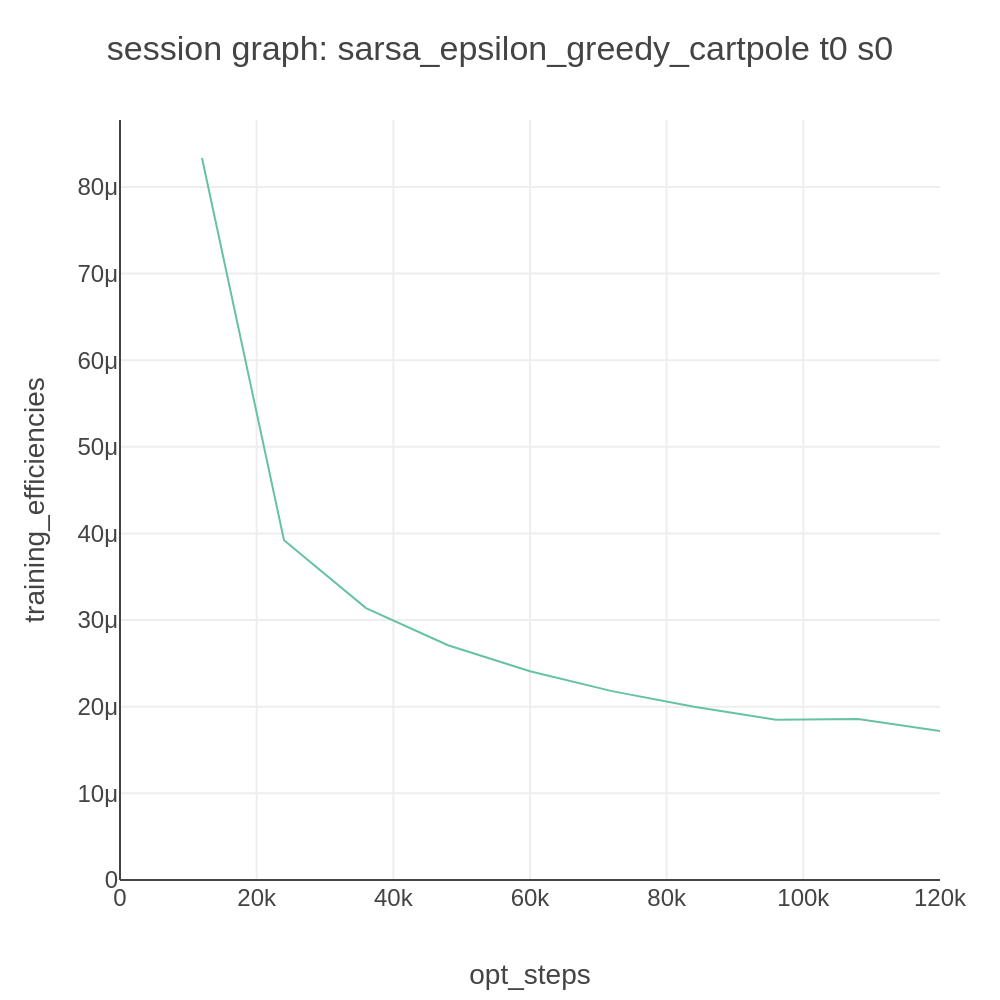 session graph: sarsa_epsilon_greedy_cartpole t0 s0
training_efficiencies
80μ
70μ
60μ
50μ
40μ
30μ
20μ
10μ
0
0 20k 40k 60k 80k 100k 120k
opt_steps